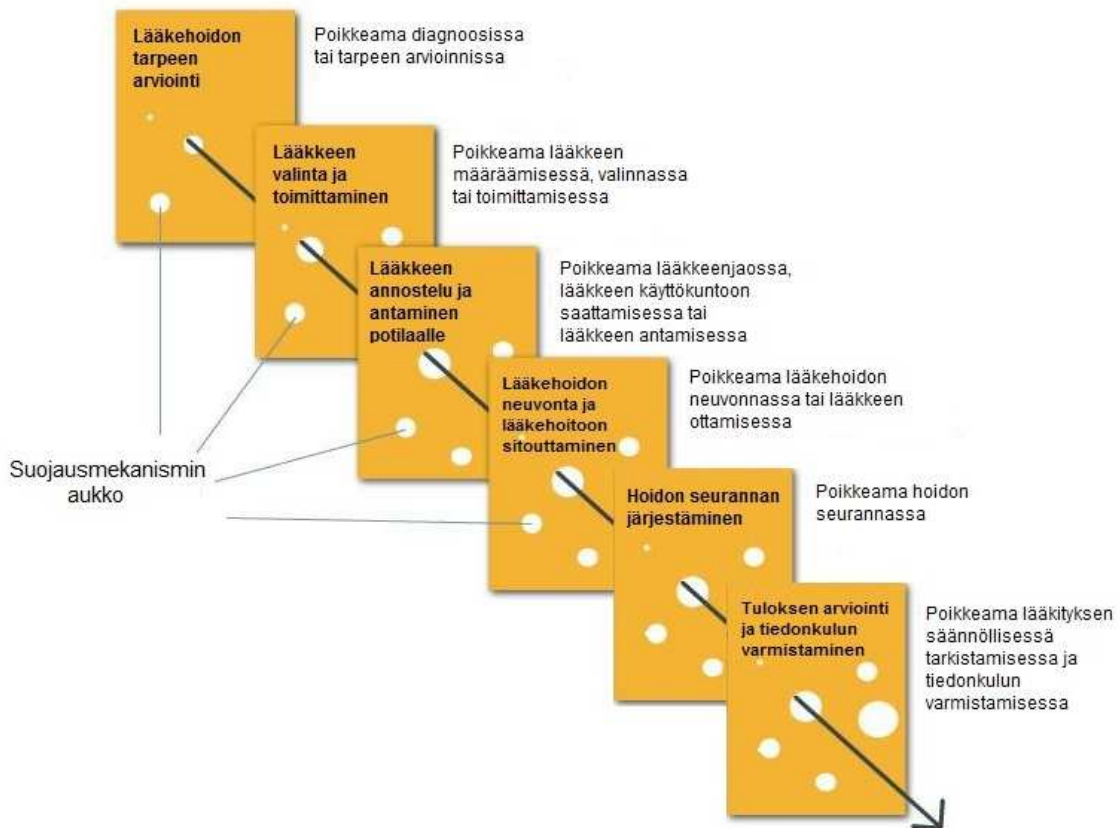 Lääkehoidon
tarpeen
arviointi
Poikkeama diagnoosissa
tai tarpeen arvioinnissa
Lääkkeen
valinta ja
toimittaminen
Poikkeama lääkkeen
määräämisessä, valinnassa
tai toimittamisessa
Lääkkeen
annostelu ja
antaminen
potilaalle
Poikkeama lääkkeenjaossa,
lääkkeen käyttökuntoon
saattamisessa tai
lääkkeen antamisessa
Lääkehoidon
neuvonta ja
lääkehoitoon
sitouttaminen
Poikkeama lääkehoidon
neuvonnassa tai lääkkeen
ottamisessa
Suojausmekanismin
aukko
Hoidon seurannan
järjestäminen
Poikkeama hoidon
seurannassa
Tuloksen arviointi
ja tiedonkulun
varmistaminen
Poikkeama lääkityksen
säännöllisessä
tarkistamisessa ja
tiedonkulun
varmistamisessa